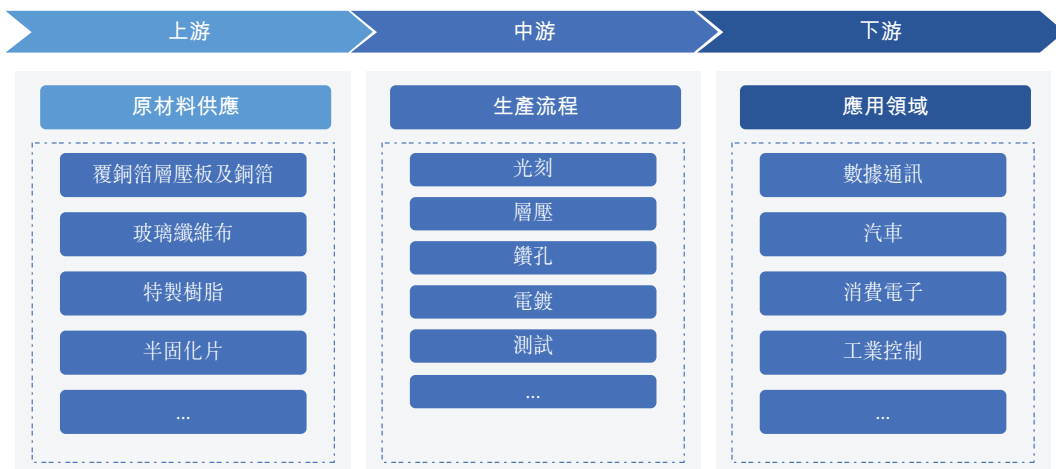 上游
中游
下游
原材料供應
覆銅箔層壓板及銅箔
玻璃纖維布
特製樹脂
半固化片
...
生產流程
光刻
層壓
鑽孔
電鍍
測試
...
應用領域
數據通訊
汽車
消費電子
工業控制
...